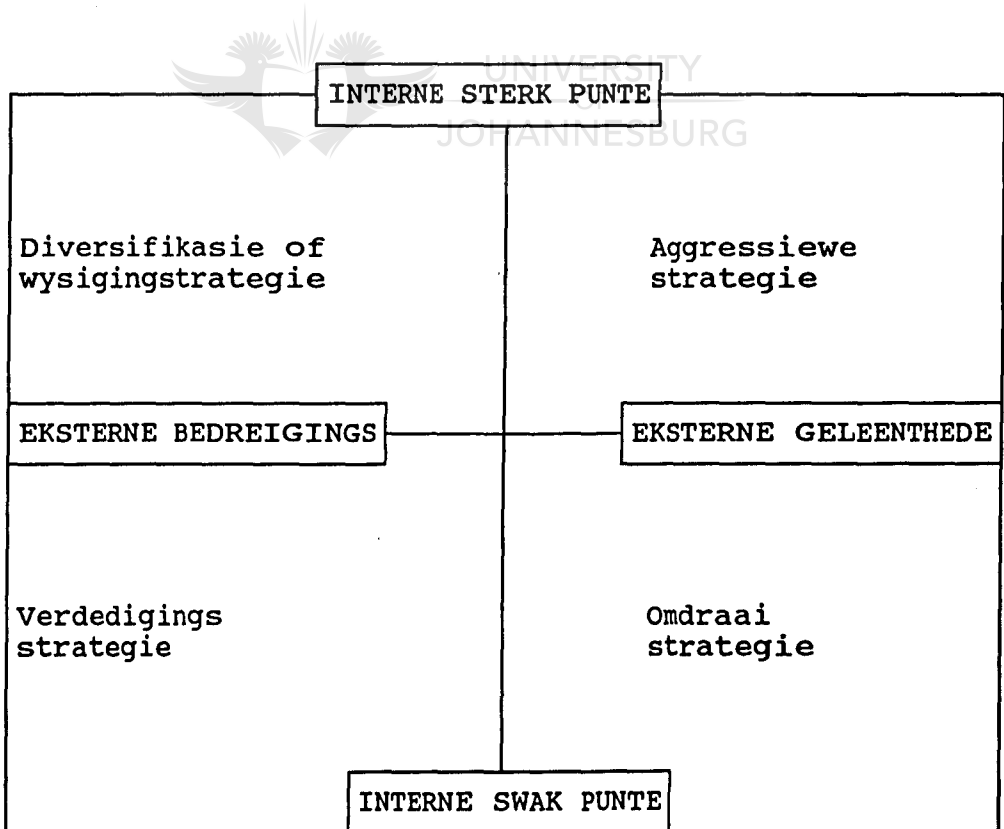 UNIVERSITY
OF
JOHANNESBURG
INTERNE STERK PUNTE
Diversifikasie of
wysigingstrategie
Aggressiewe
strategie
EKSTERNE BEDREIGINGS
EKSTERNE GELEENTHEDE
Verdedigings
strategie
Omdraai
strategie
INTERNE SWAK PUNTE